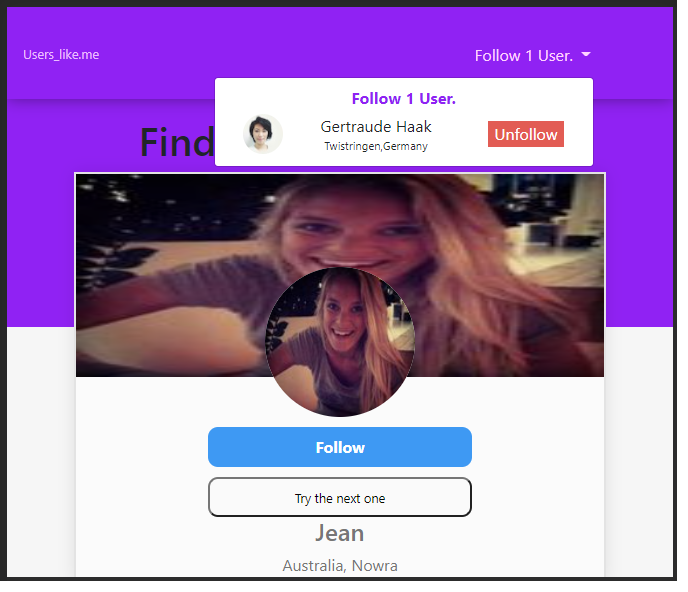 Users_like.me
Follow 1 User.
Follow 1 User.
Gertraude Haak
Twistringen,Germany
Unfollow
Find
Follow
Try the next one
Jean
Australia, Nowra